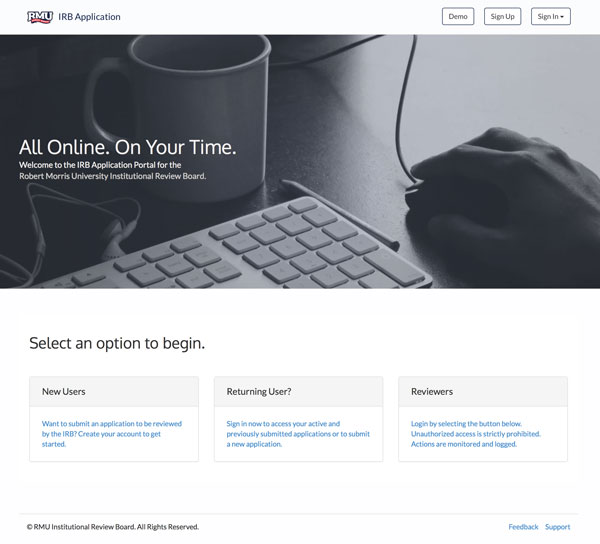 RMU IRB Application
Demo
Sign Up
Sign In
All Online. On Your Time.
Welcome to the IRB Application Portal for the
Robert Morris University Institutional Review Board.
Select an option to begin.
New Users
Want to submit an application to be reviewed
by the IRB? Create your account to get
started.
Returning User?
Sign in now to access your active and
previously submitted applications or to submit
a new application.
Reviewers
Login by selecting the button below.
Unauthorized access is strictly prohibited.
Actions are monitored and logged.
© RMU Institutional Review Board. All Rights Reserved.
Feedback
Support